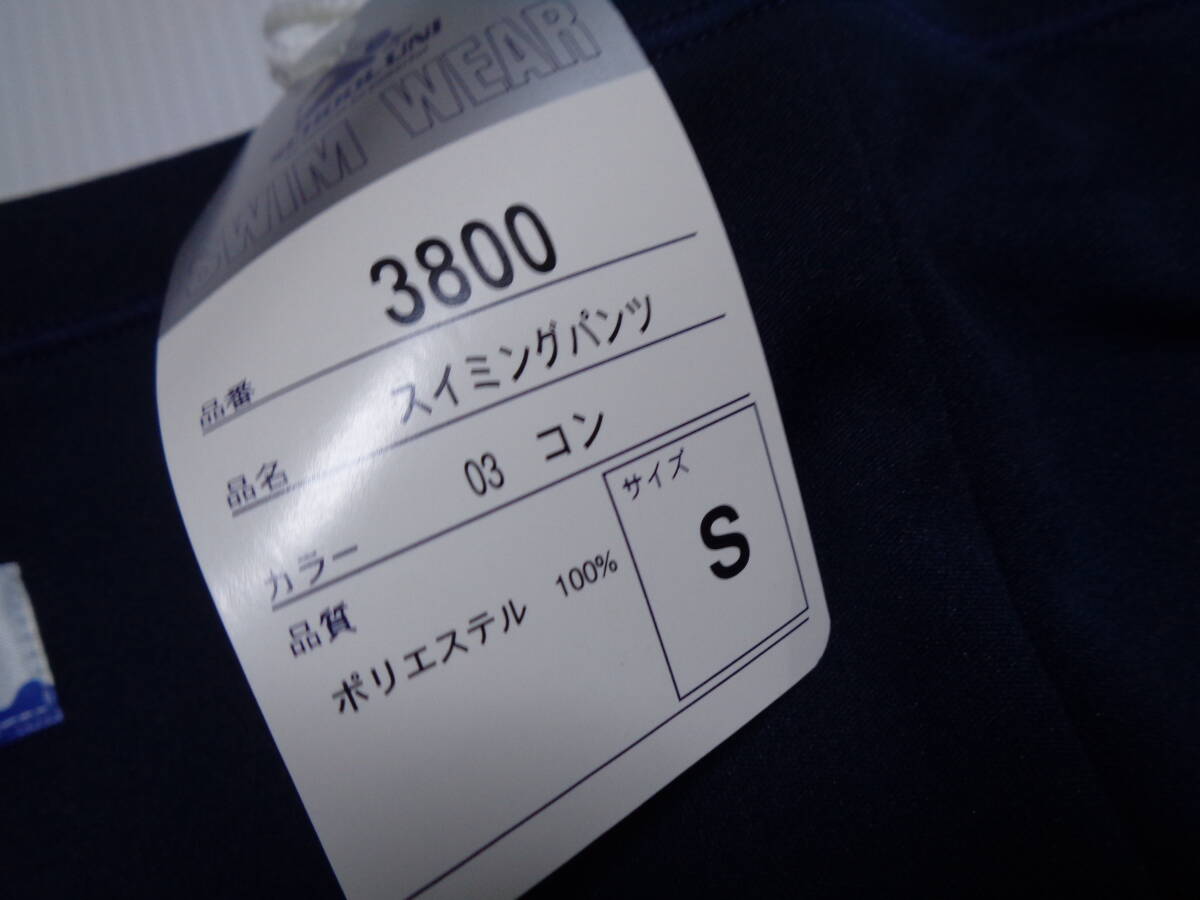 SWIM WEAR
品番 3800
品名 スイミングパンツ
カラー 03 コン
品質
ポリエステル 100%
サイズ
S